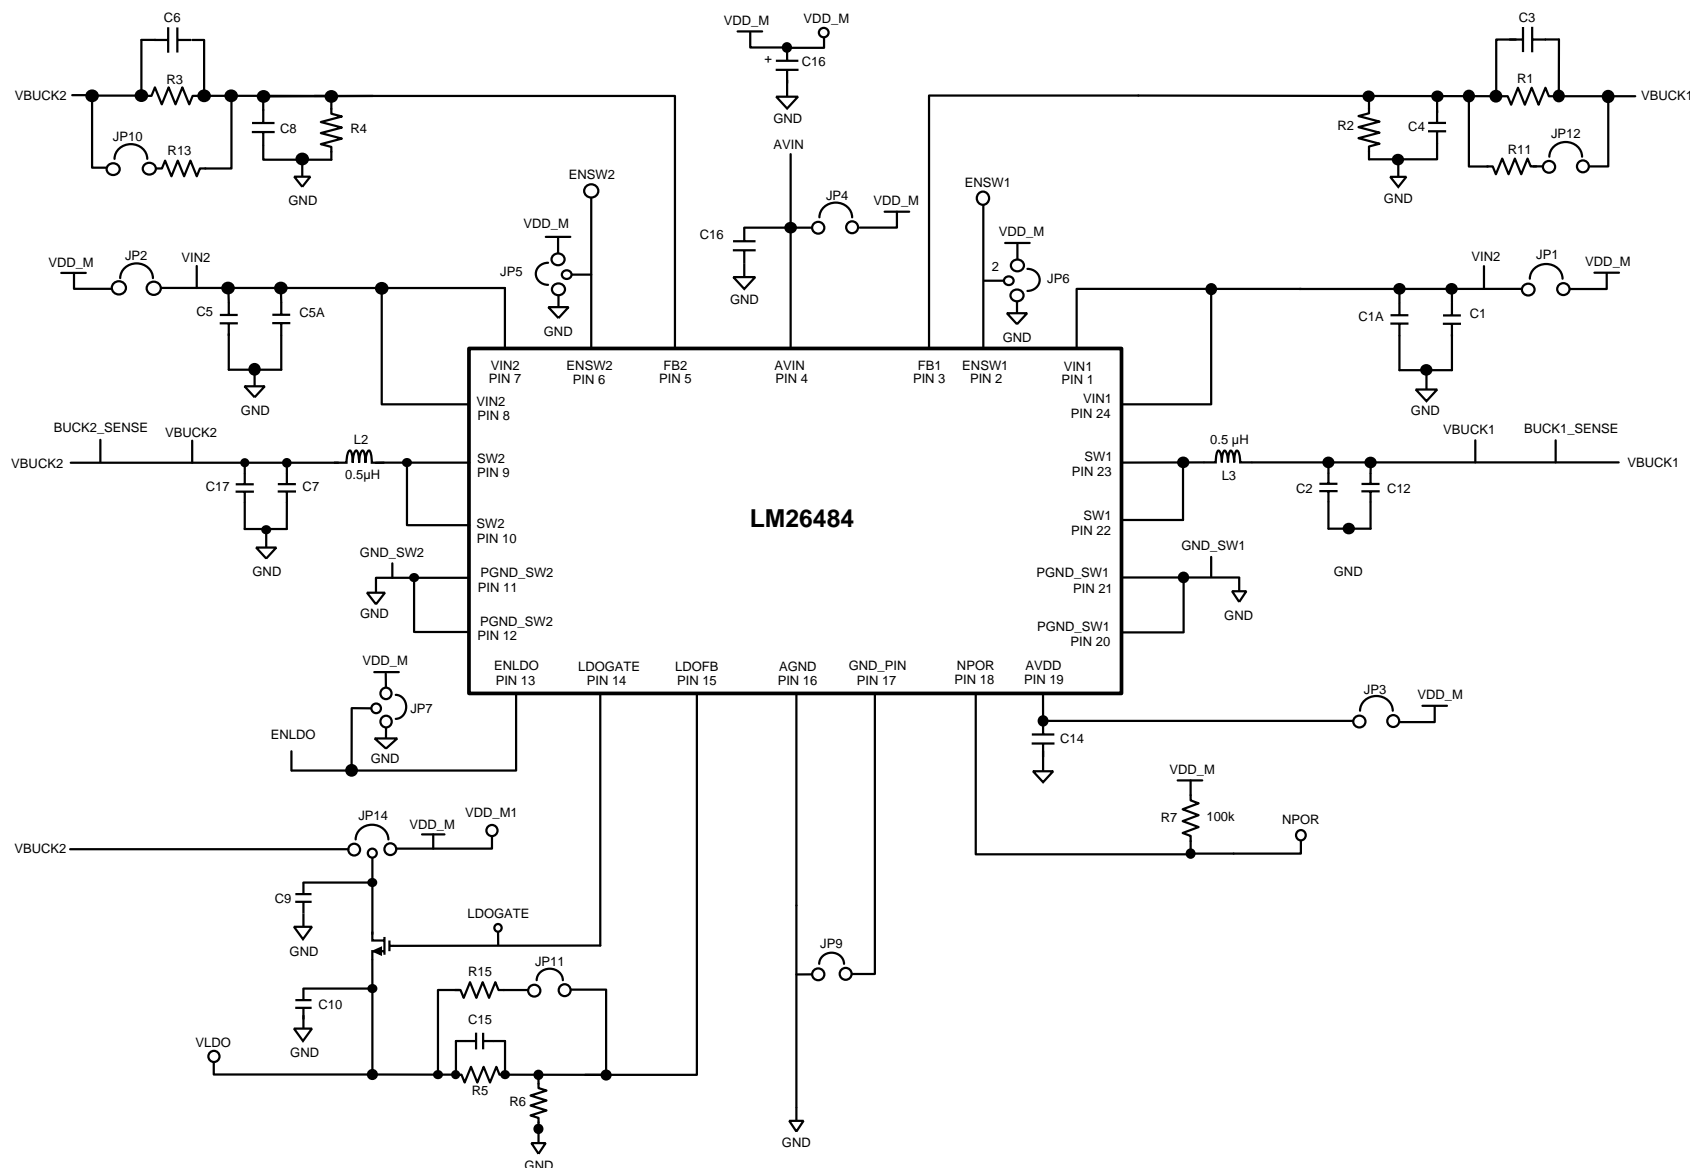 C6
VDD_M
VDD_M
C3
+
C16
R3
R1
VBUCK2
VBUCK1
GND
C8
R4
R2
C4
JP10
JP12
R13
R11
AVIN
GND
GND
ENSW2
ENSW1
JP4
VDD_M
VDD_M
C16
VDD_M
JP2
VIN2
VDD_M
JP5
2
JP6
VIN2
JP1
VDD_M
GND
C5
C5A
GND
GND
C1A
C1
VIN2
PIN 7
ENSW2
PIN 6
FB2
PIN 5
AVIN
PIN 4
FB1
PIN 3
ENSW1
PIN 2
VIN1
PIN 1
GND
VIN2
PIN 8
VIN1
PIN 24
GND
BUCK2_SENSE
VBUCK2
L2
0.5 µH
VBUCK1
BUCK1_SENSE
VBUCK2
SW2
PIN 9
SW1
PIN 23
VBUCK1
0.5µH
L3
C17
C7
C2
C12
LM26484
SW2
PIN 10
SW1
PIN 22
GND
GND_SW2
GND_SW1
GND
PGND_SW2
PIN 11
PGND_SW1
PIN 21
GND
GND
PGND_SW2
PIN 12
PGND_SW1
PIN 20
VDD_M
ENLDO
PIN 13
LDOGATE
PIN 14
LDOFB
PIN 15
AGND
PIN 16
GND_PIN
PIN 17
NPOR
PIN 18
AVDD
PIN 19
JP7
JP3
VDD_M
ENLDO
GND
C14
VDD_M
JP14
VDD_M
VDD_M1
R7
100k
NPOR
VBUCK2
C9
LDOGATE
GND
JP9
R15
JP11
C10
C15
GND
VLDO
R5
R6
GND
GND